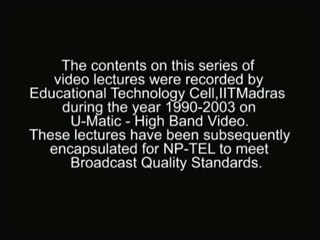 The contents on this series of
video lectures were recorded by
Educational Technology Cell,IITMadras
during the year 1990-2003 on
U-Matic - High Band Video.
These lectures have been subsequently
encapsulated for NP-TEL to meet
Broadcast Quality Standards.